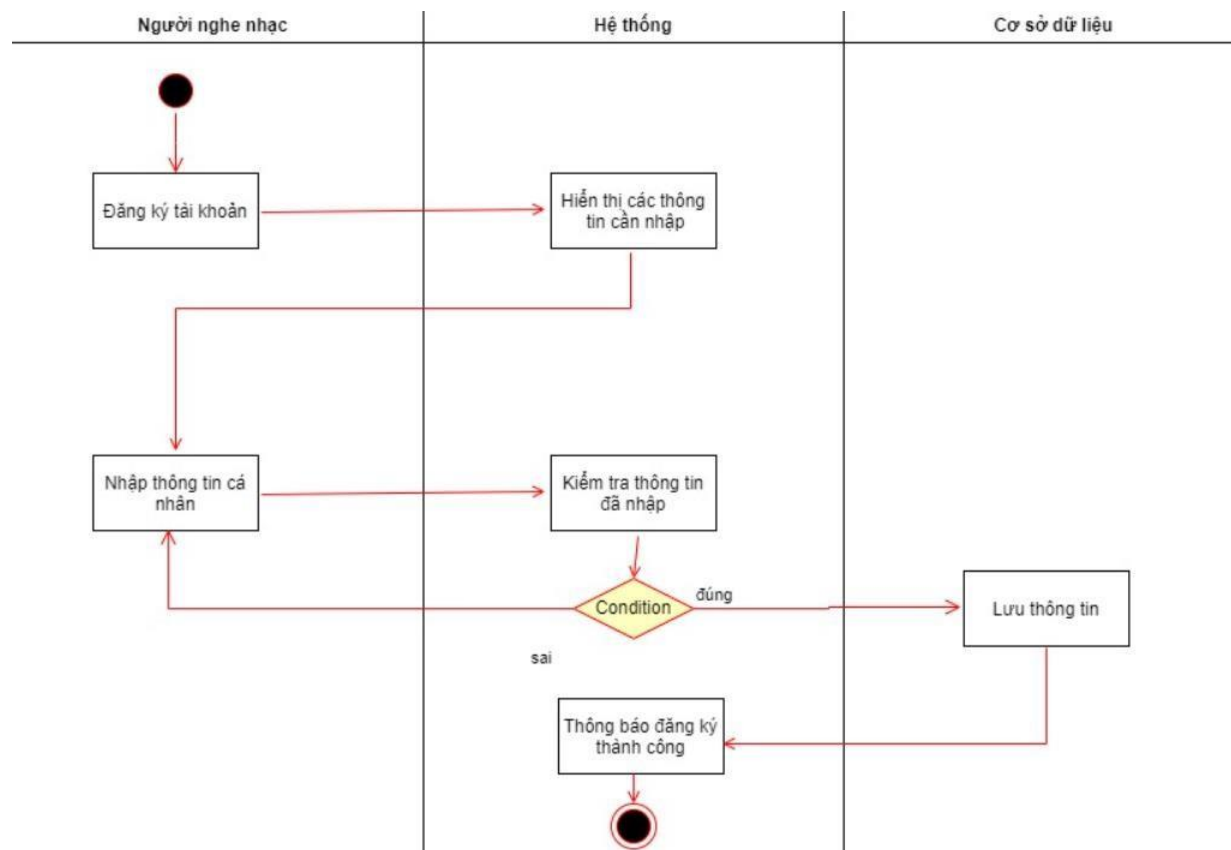 Người nghe nhạc
Hệ thống
Cơ sở dữ liệu
Đăng ký tài khoản
Hiển thị các thông
tin cần nhập
Nhập thông tin cá
nhân
Kiểm tra thông tin
đã nhập
Condition
đúng
Lưu thông tin
sai
Thông báo đăng ký
thành công